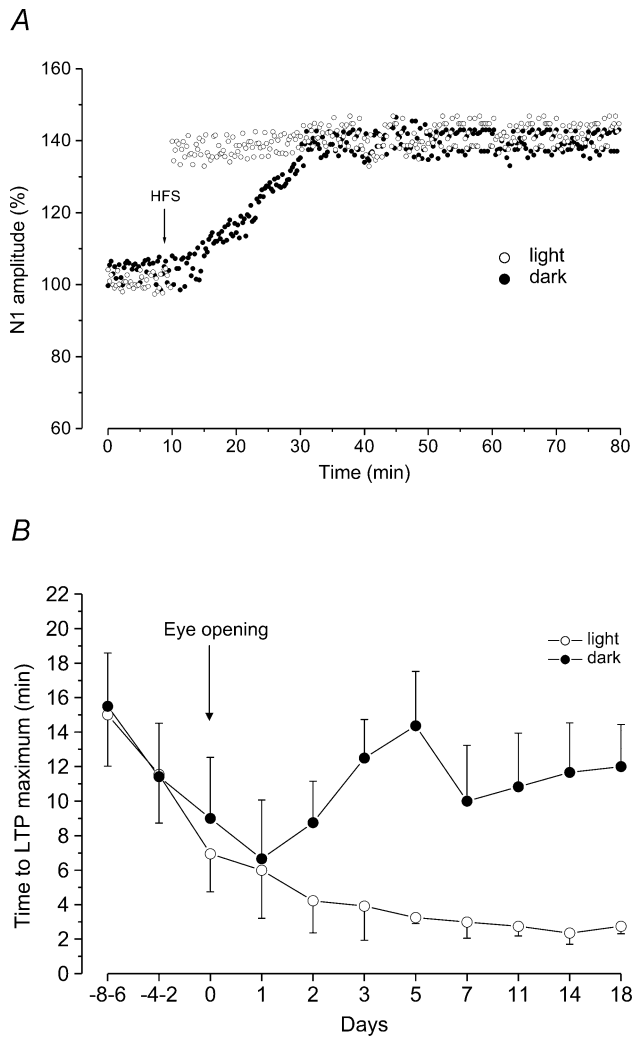 A
160
140
120
100
80
60
N1 amplitude (%)
HFS
light
dark
0 10 20 30 40 50 60 70 80
Time (min)
B
22
20
18
16
14
12
10
8
6
4
2
0
Time to LTP maximum (min)
Eye opening
light
dark
-8-6 -4-2 0 1 2 3 5 7 11 14 18
Days